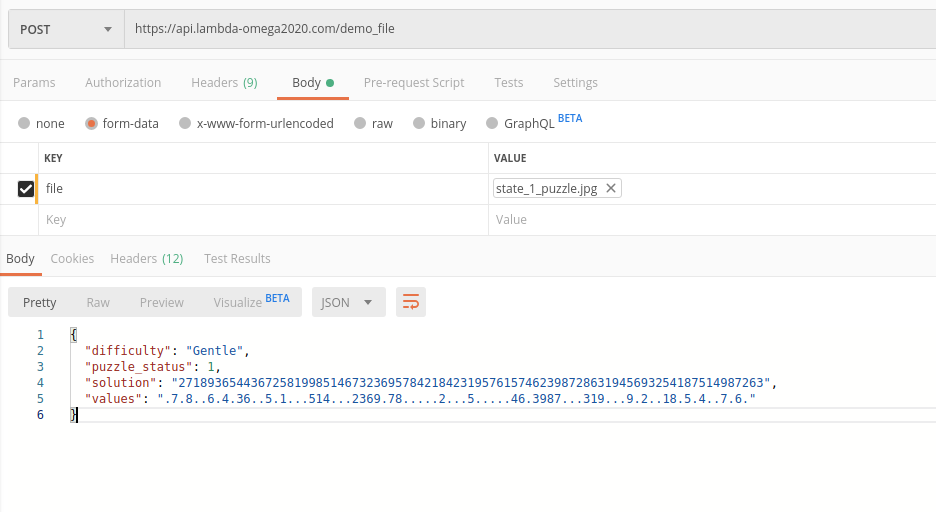 POST https://api.lambda-omega2020.com/demo_file
Params Authorization Headers (9) Body Pre-request Script Tests Settings
none form-data x-www-form-urlencoded raw binary GraphQL BETA
KEY VALUE
file state_1_puzzle.jpg
Key Value
Body Cookies Headers (12) Test Results
Pretty Raw Preview Visualize BETA JSON
1 {
2 "difficulty": "Gentle",
3 "puzzle_status": 1,
4 "solution": "271893654436725819985146732369578421842319576157462398728631945693254187514987263",
5 "values": ".7.8..6.4.36..5.1...514...2369.78.....2...5.....46.3987...319...9.2..18.5.4..7.6."
6 }